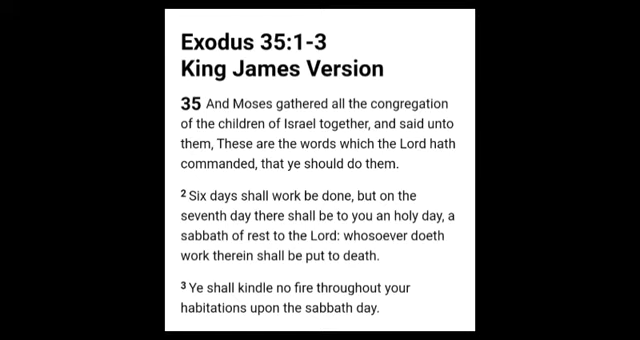 Exodus 35:1-3
King James Version
35 And Moses gathered all the congregation
of the children of Israel together, and said unto
them, These are the words which the Lord hath
commanded, that ye should do them.
2 Six days shall work be done, but on the
seventh day there shall be to you an holy day, a
sabbath of rest to the Lord: whosoever doeth
work therein shall be put to death.
3 Ye shall kindle no fire throughout your
habitations upon the sabbath day.